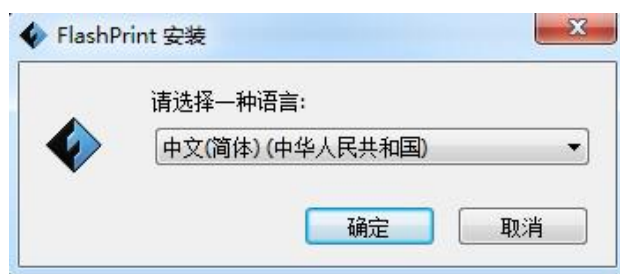 FlashPrint 安装
请选择一种语言:
中文(简体) (中华人民共和国)
确定 取消